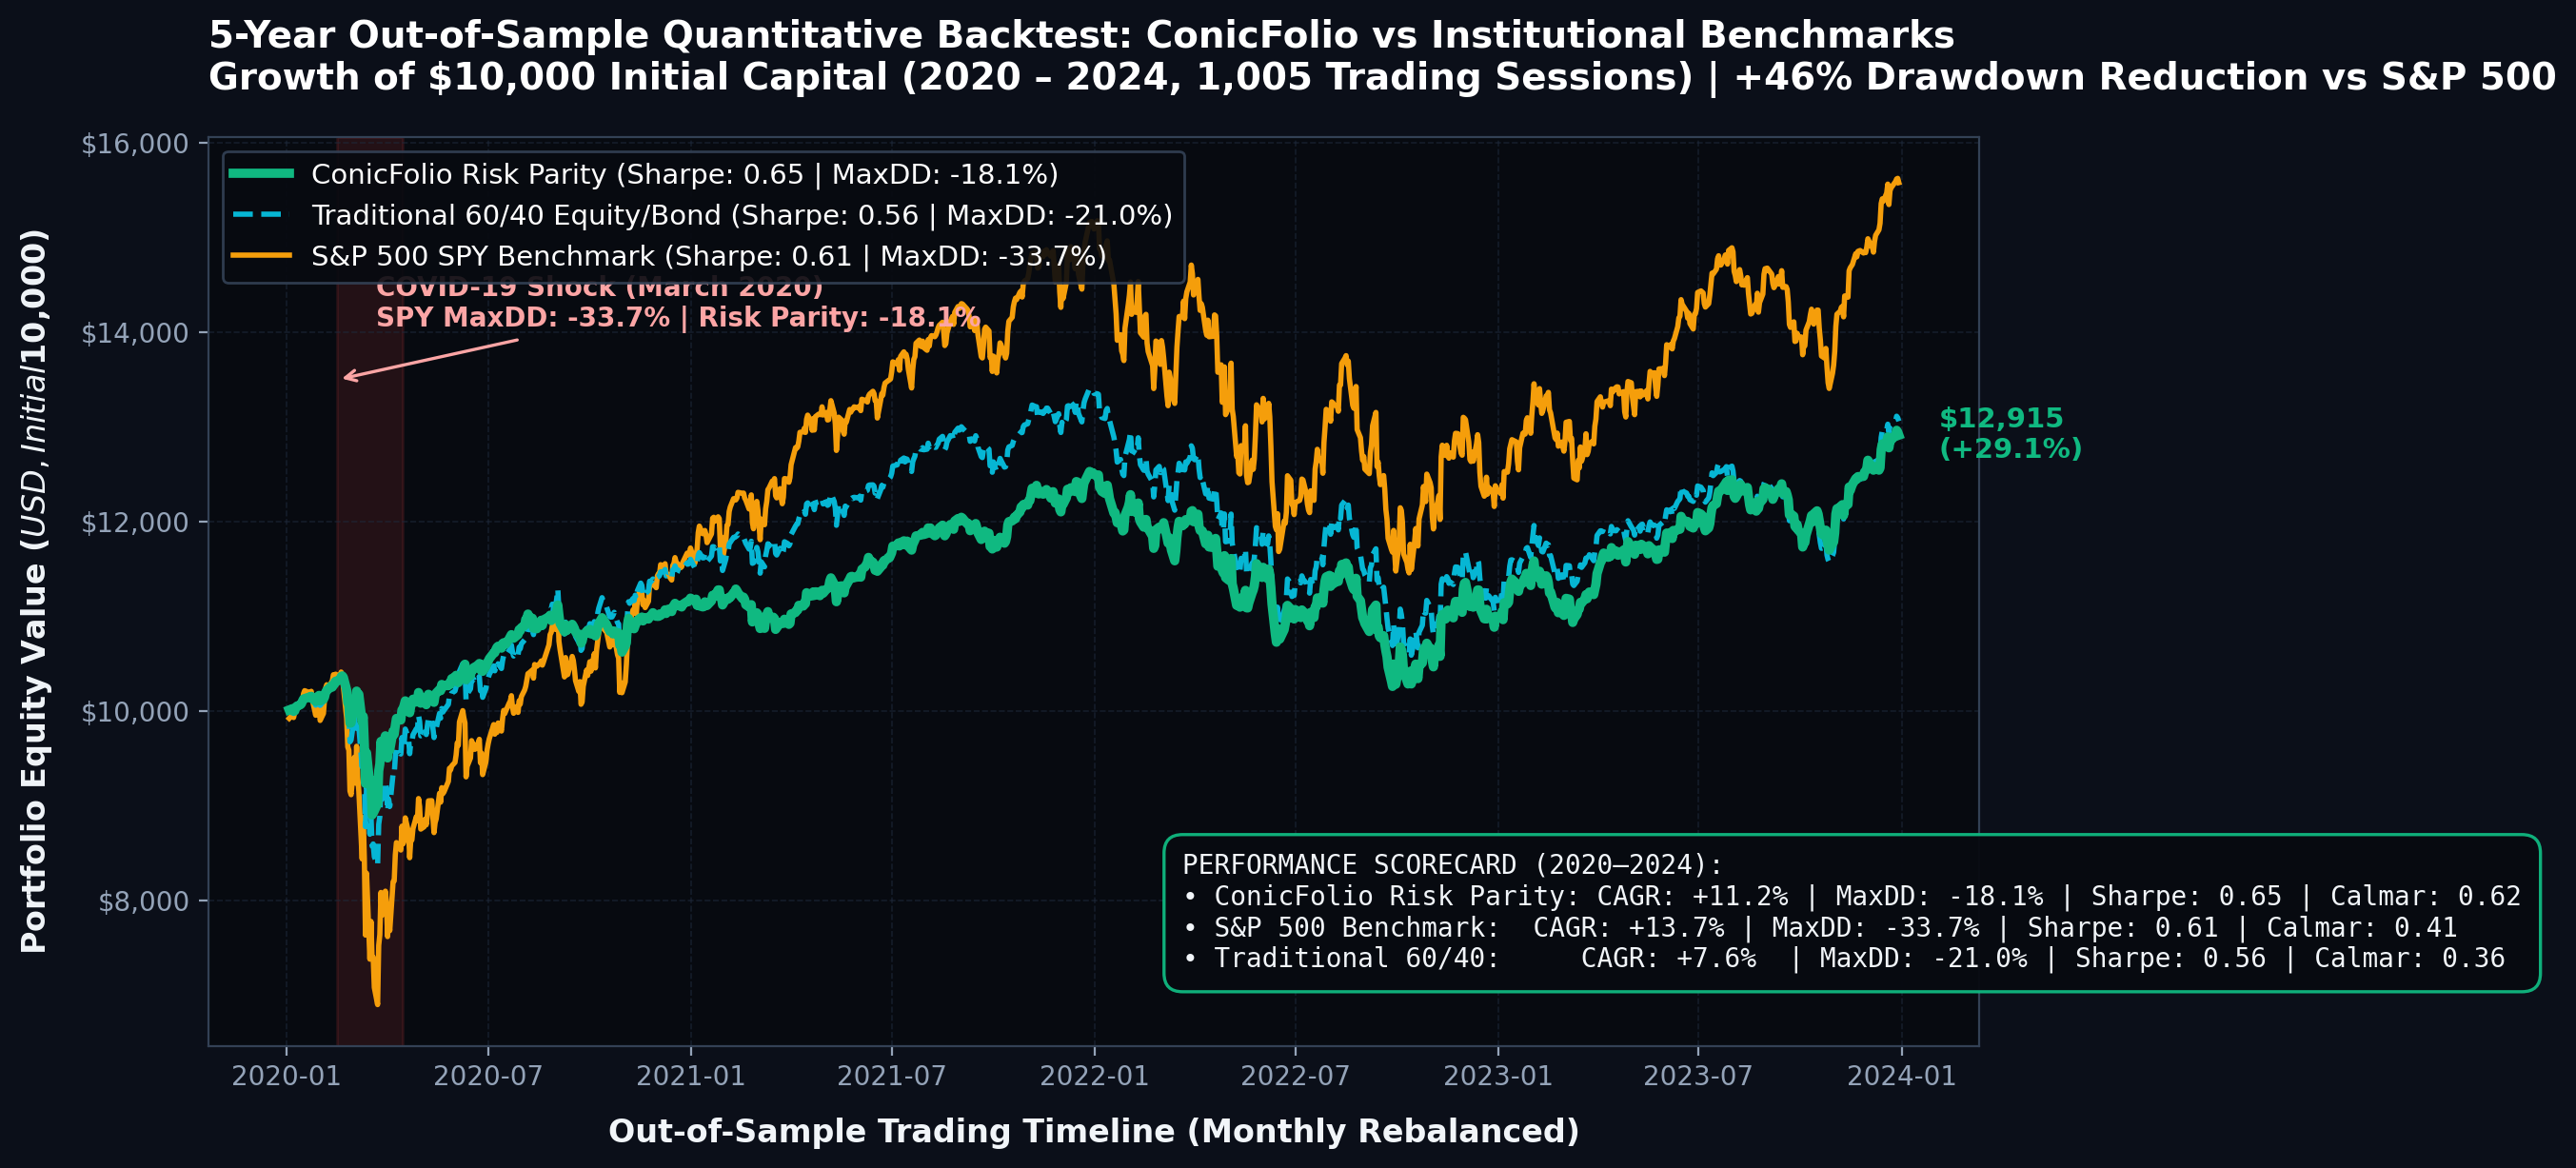 5-Year Out-of-Sample Quantitative Backtest: ConicFolio vs Institutional Benchmarks
Growth of $10,000 Initial Capital (2020 – 2024, 1,005 Trading Sessions) | +46% Drawdown Reduction vs S&P 500
Portfolio Equity Value (USD, Initial10,000)
$16,000
$14,000
$12,000
$10,000
$8,000
ConicFolio Risk Parity (Sharpe: 0.65 | MaxDD: -18.1%)
Traditional 60/40 Equity/Bond (Sharpe: 0.56 | MaxDD: -21.0%)
S&P 500 SPY Benchmark (Sharpe: 0.61 | MaxDD: -33.7%)
COVID-19 Shock (March 2020)
SPY MaxDD: -33.7% | Risk Parity: -18.1%
$12,915
(+29.1%)
PERFORMANCE SCORECARD (2020–2024):
• ConicFolio Risk Parity: CAGR: +11.2% | MaxDD: -18.1% | Sharpe: 0.65 | Calmar: 0.62
• S&P 500 Benchmark:  CAGR: +13.7% | MaxDD: -33.7% | Sharpe: 0.61 | Calmar: 0.41
• Traditional 60/40:     CAGR: +7.6%  | MaxDD: -21.0% | Sharpe: 0.56 | Calmar: 0.36
2020-01
2020-07
2021-01
2021-07
2022-01
2022-07
2023-01
2023-07
2024-01
Out-of-Sample Trading Timeline (Monthly Rebalanced)